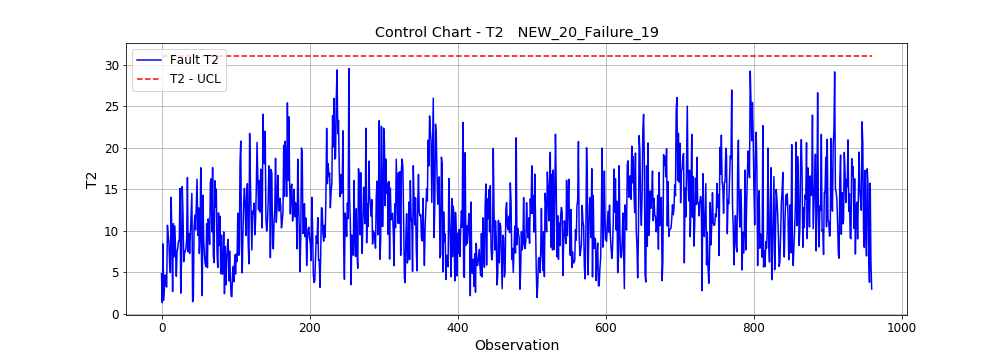 Control Chart - T2   NEW_20_Failure_19
Fault T2
T2 - UCL
T2
30
25
20
15
10
5
0
0 200 400 600 800 1000
Observation